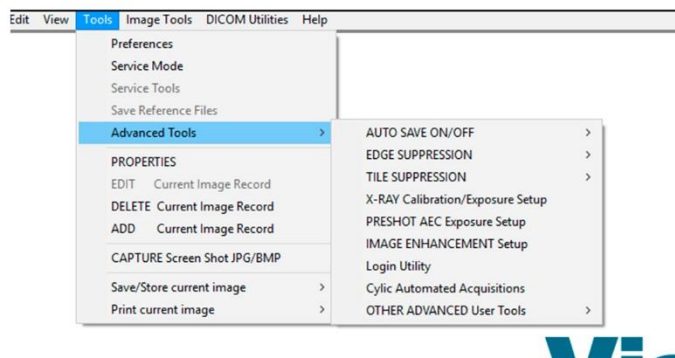 Edit View Tools Image Tools DICOM Utilities Help
Preferences
Service Mode
Service Tools
Save Reference Files
Advanced Tools >
PROPERTIES
EDIT Current Image Record
DELETE Current Image Record
ADD Current Image Record
CAPTURE Screen Shot JPG/BMP
Save/Store current image >
Print current image >
AUTO SAVE ON/OFF >
EDGE SUPPRESSION >
TILE SUPPRESSION >
X-RAY Calibration/Exposure Setup
PRESHOT AEC Exposure Setup
IMAGE ENHANCEMENT Setup
Login Utility
Cylic Automated Acquisitions
OTHER ADVANCED User Tools >